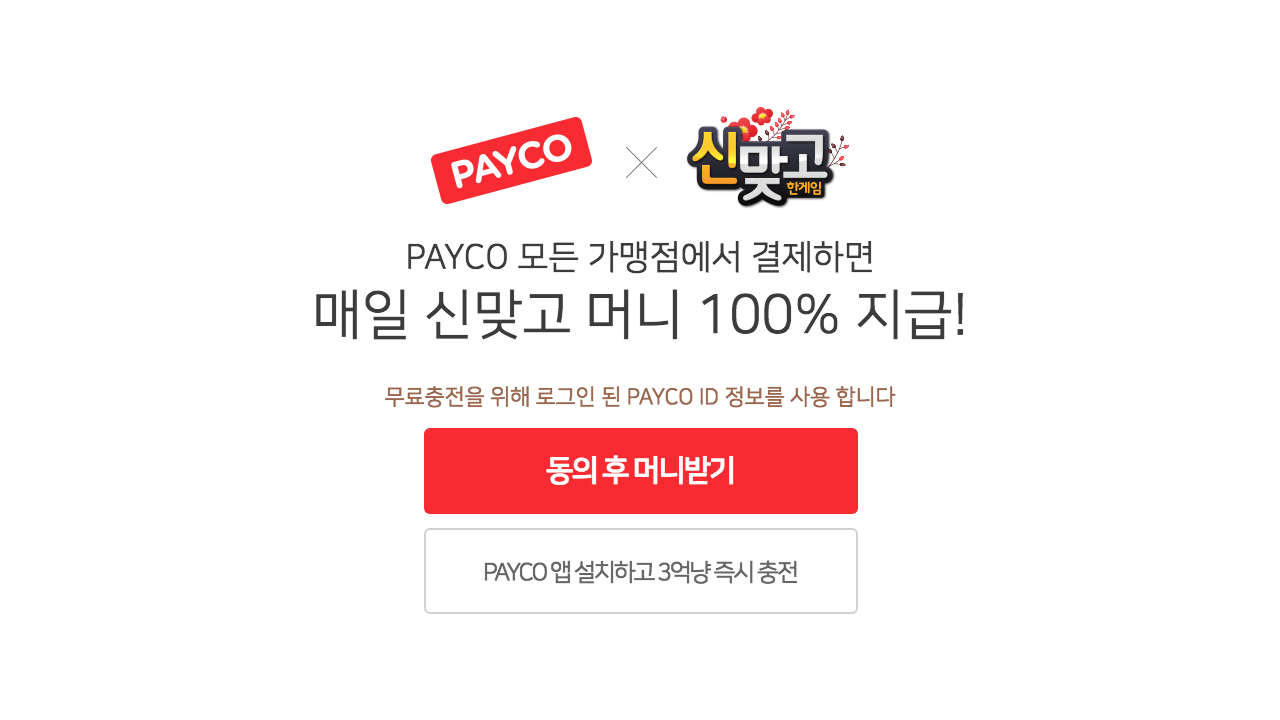 PAYCO
신맞고
한게임
PAYCO 모든 가맹점에서 결제하면
매일 신맞고 머니 100% 지급!
무료충전을 위해 로그인 된 PAYCO ID 정보를 사용 합니다
동의 후 머니받기
PAYCO 앱 설치하고 3억냥 즉시 충전